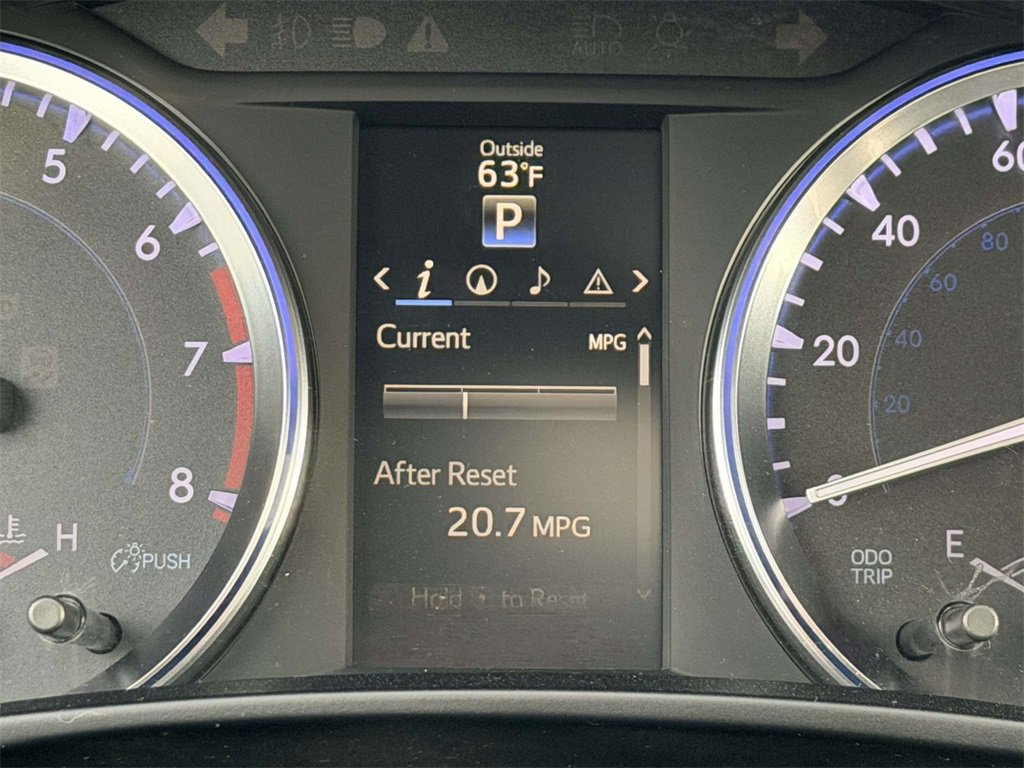 AUTO
Outside
63°F
P
i
Current MPG
After Reset
20.7 MPG
Hold to Reset
5
6
7
8
H
PUSH
60
40
20
0
80
60
40
20
ODO
TRIP
E